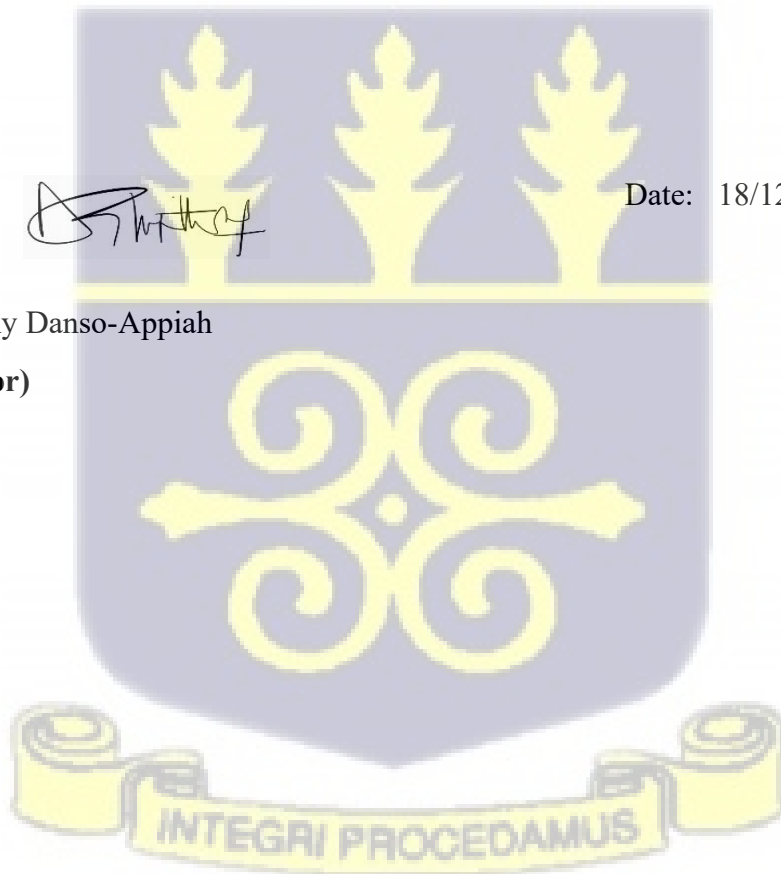 Date: 18/12
y Danso-Appiah
or)
INTEGRI PROCEDAMUS